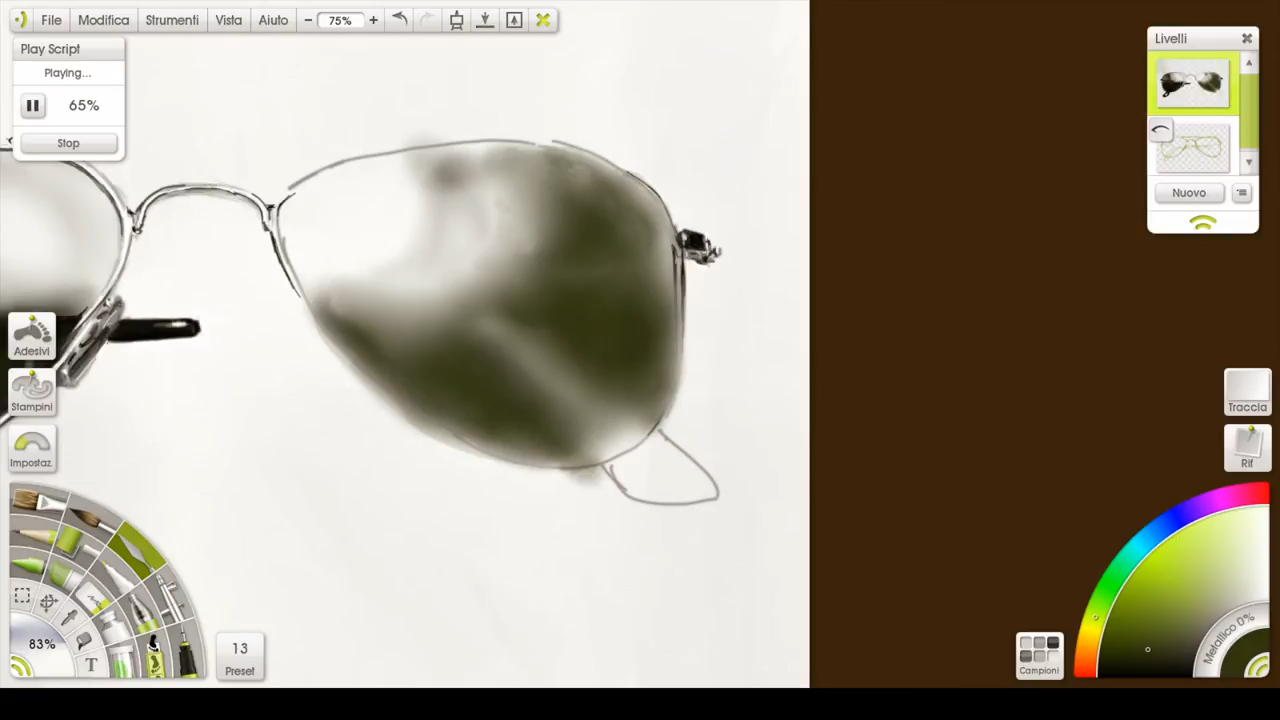 File Modifica Strumenti Vista Aiuto − 75% +
Play Script
Playing...
65%
Stop
Livelli
Nuovo
Adesivi
Stampini
Impostaz.
83%
T
13
Preset
Traccia
Rif
Campioni
Metallico 0%